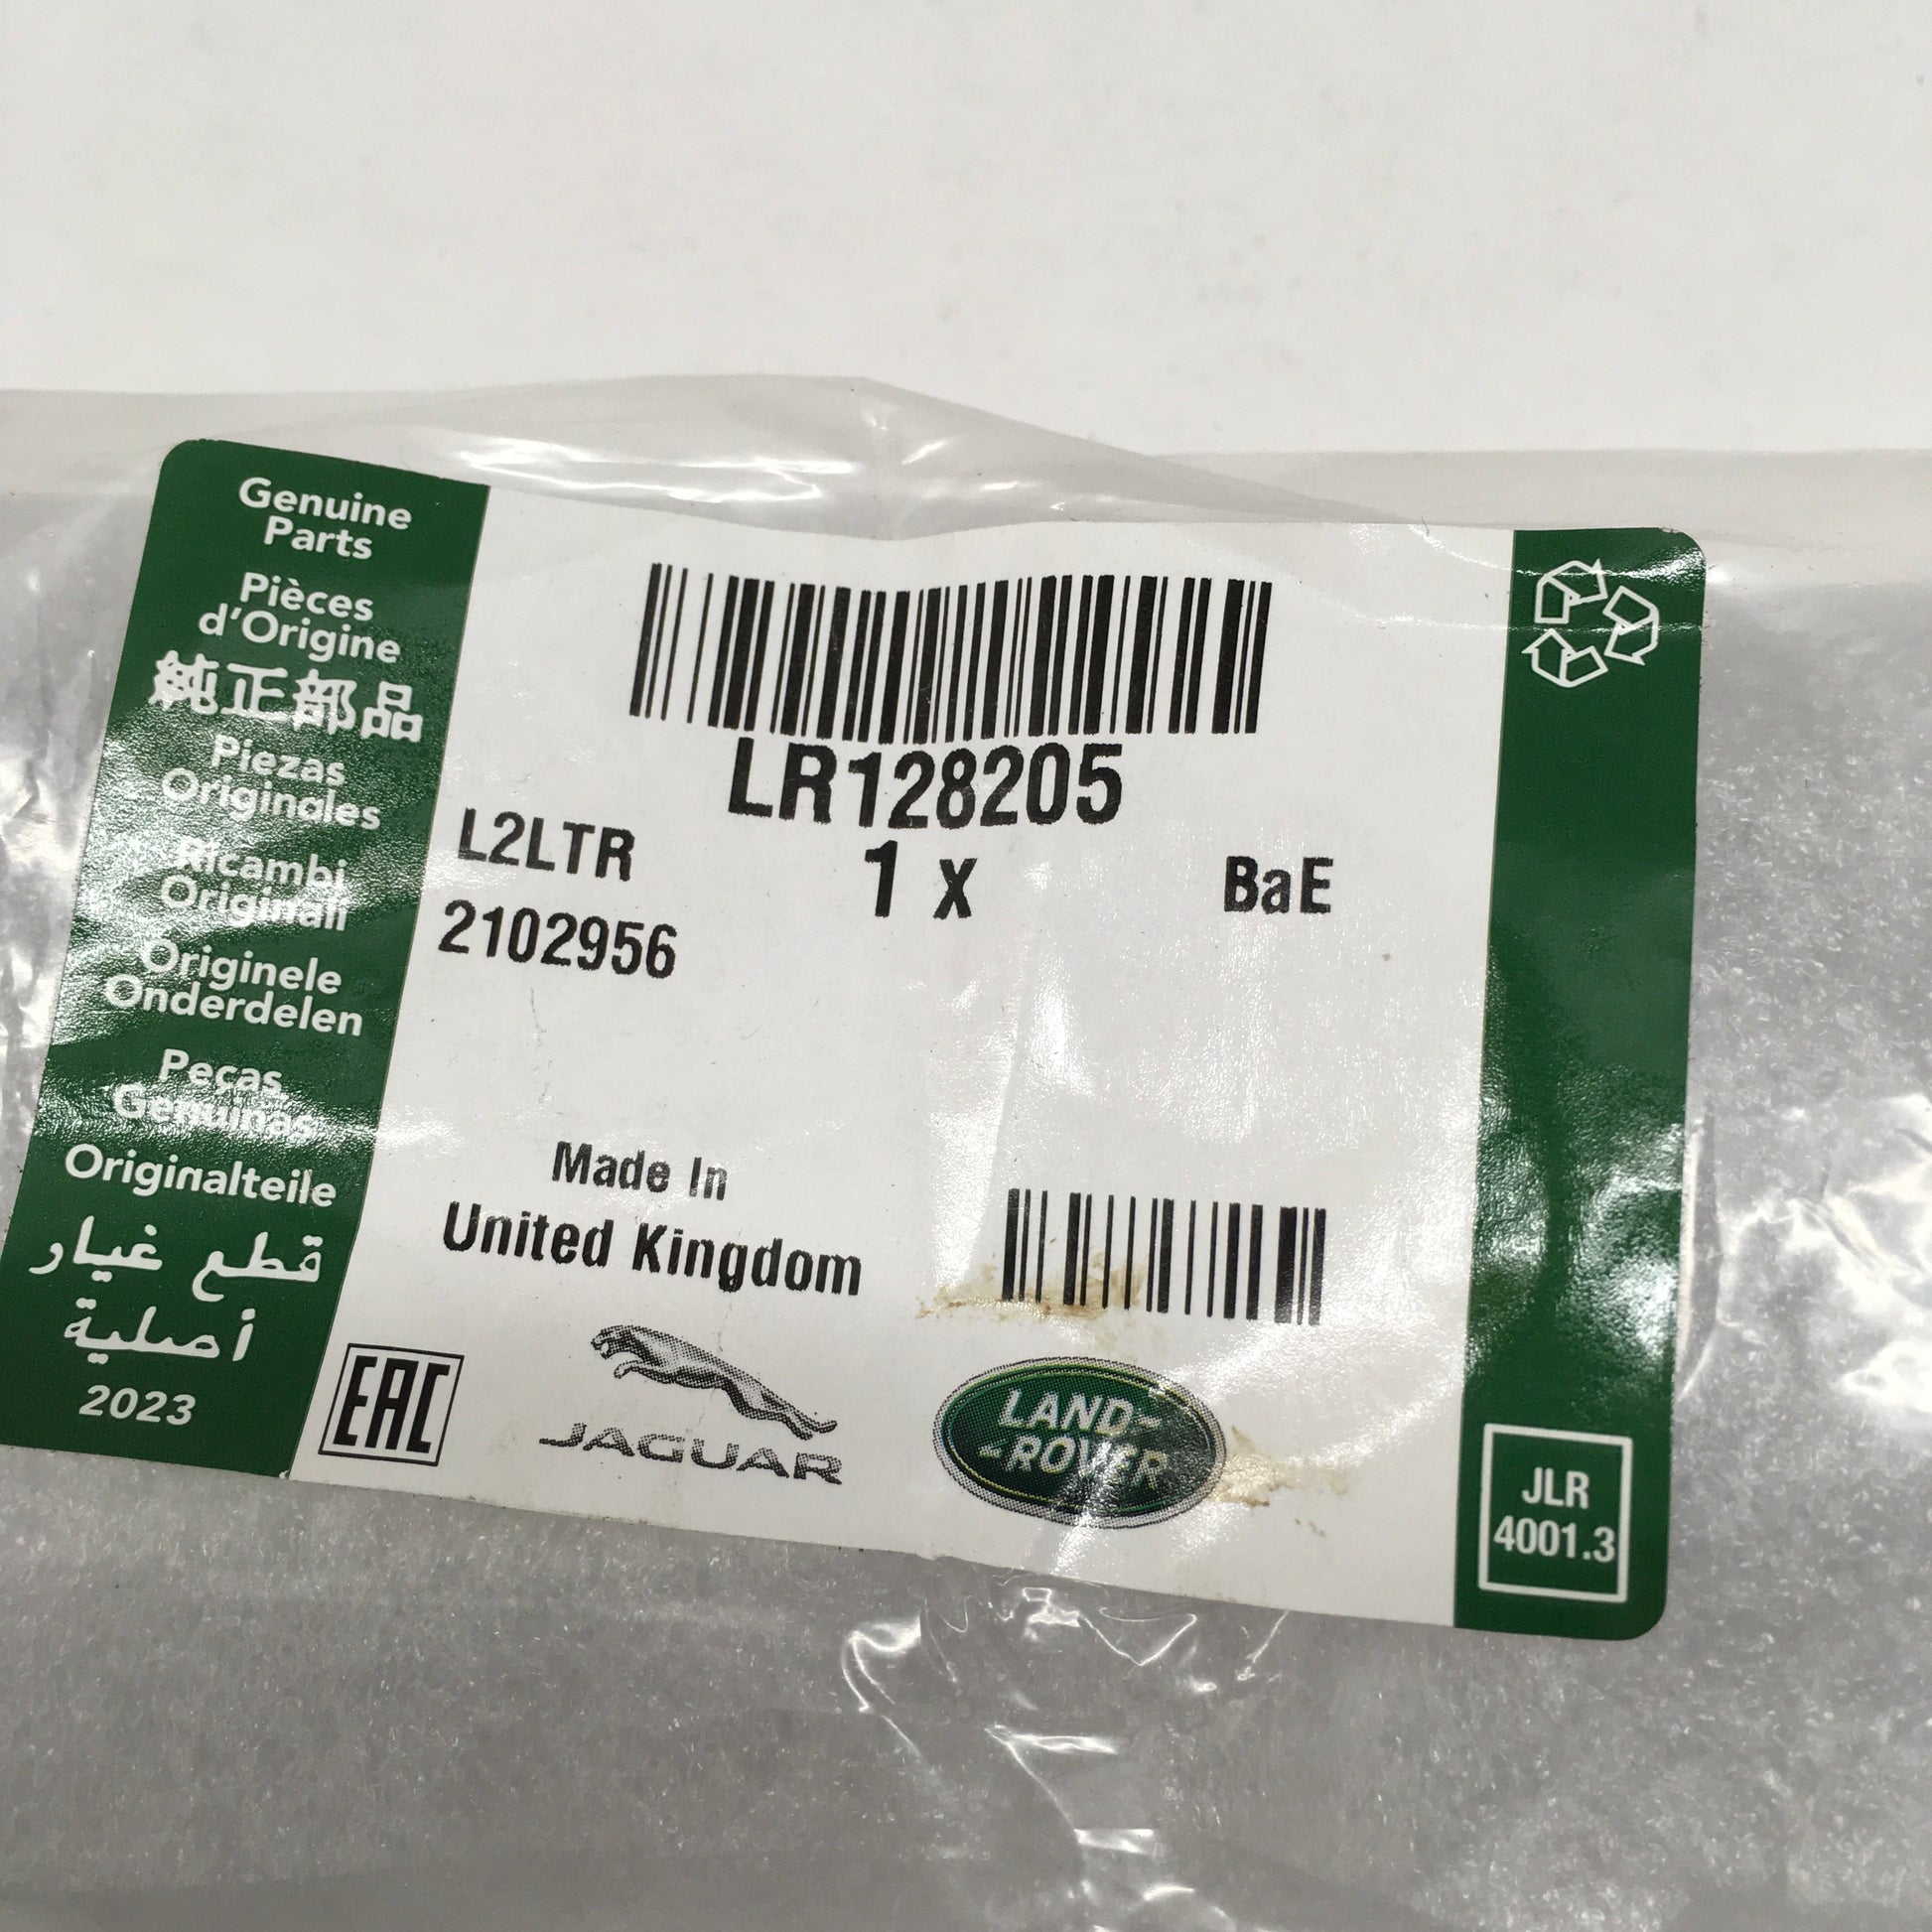 Genuine
Parts
Pièces
d'Origine
純正部品
Piezas
Originales
Ricambi
Originali
Originele
Onderdelen
Peças
Genuinas
Originalteile
قطع غيار
أصلية
2023
LR128205
L2LTR
1 x
BaE
2102956
Made In
United Kingdom
EAC
JAGUAR
LAND-
-ROVER
JLR
4001.3